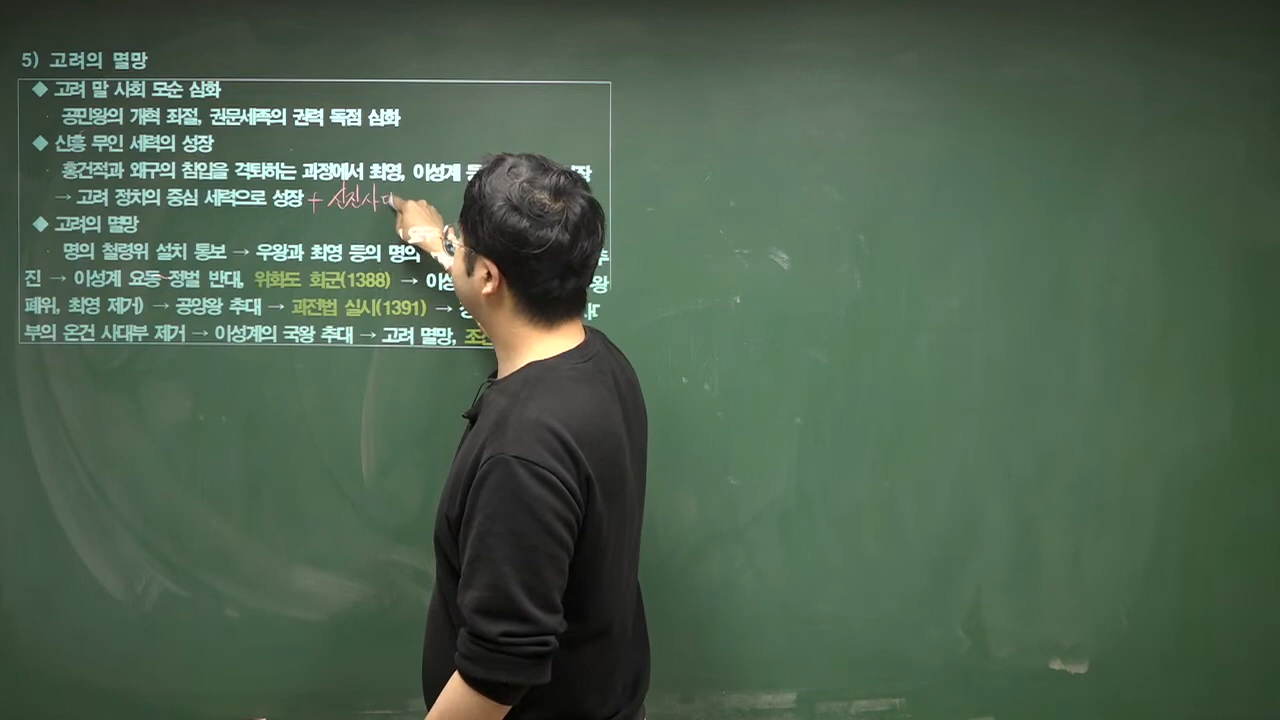 5) 고려의 멸망
◆ 고려 말 사회 모순 심화
· 공민왕의 개혁 좌절, 권문세족의 권력 독점 심화
◆ 신흥 무인 세력의 성장
· 홍건적과 왜구의 침입을 격퇴하는 과정에서 최영, 이성계
→ 고려 정치의 중심 세력으로 성장 + 신진사대
◆ 고려의 멸망
· 명의 철령위 설치 통보 → 우왕과 최영 등의 명의
진 → 이성계 요동 정벌 반대, 위화도 회군(1388) → 이성 왕
폐위, 최영 제거) → 공양왕 추대 → 과전법 실시(1391) →
부의 온건 사대부 제거 → 이성계의 국왕 추대 → 고려 멸망,